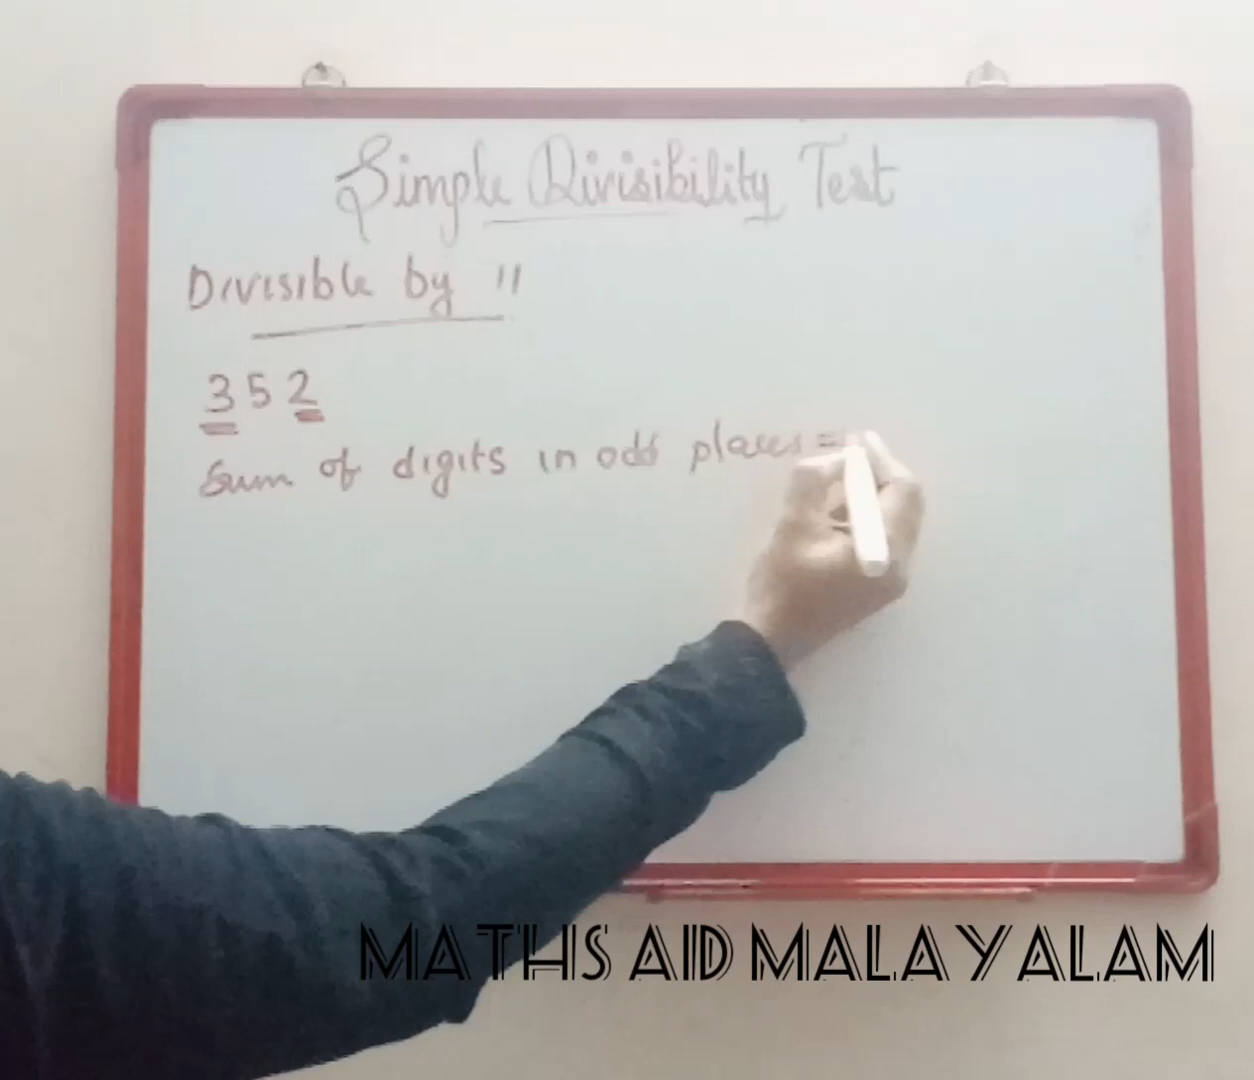 Simple Divisibility Test
Divisible by 11
352
Sum of digits in odd places =
MATHS AID MALAYALAM